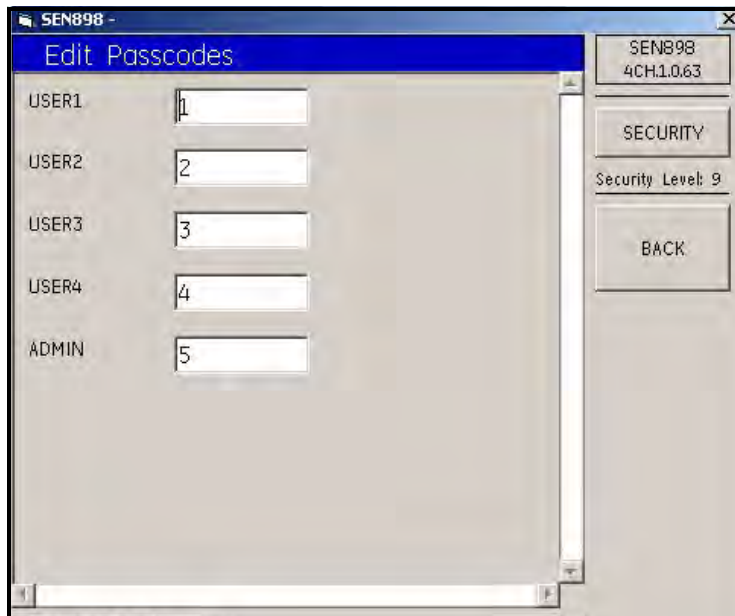 SEN898 -
Edit Passcodes
USER1 1
USER2 2
USER3 3
USER4 4
ADMIN 5
SEN898
4CH.1.0.63
SECURITY
Security Level: 9
BACK